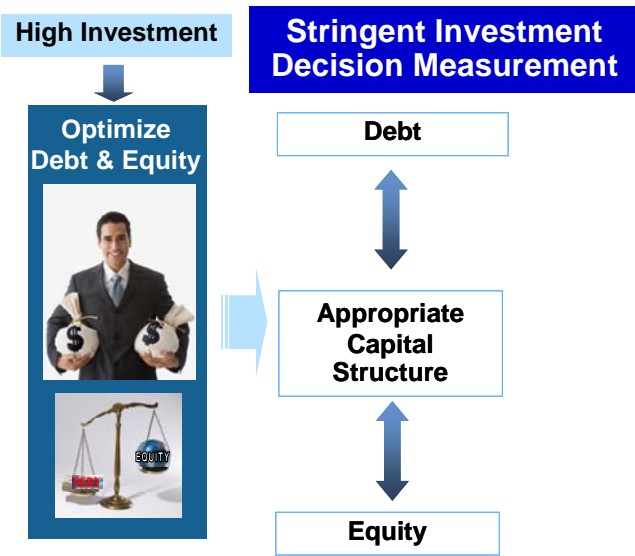 High Investment
Stringent Investment
Decision Measurement
Optimize
Debt & Equity
$
$
EQUITY
Debt
Appropriate
Capital
Structure
Equity